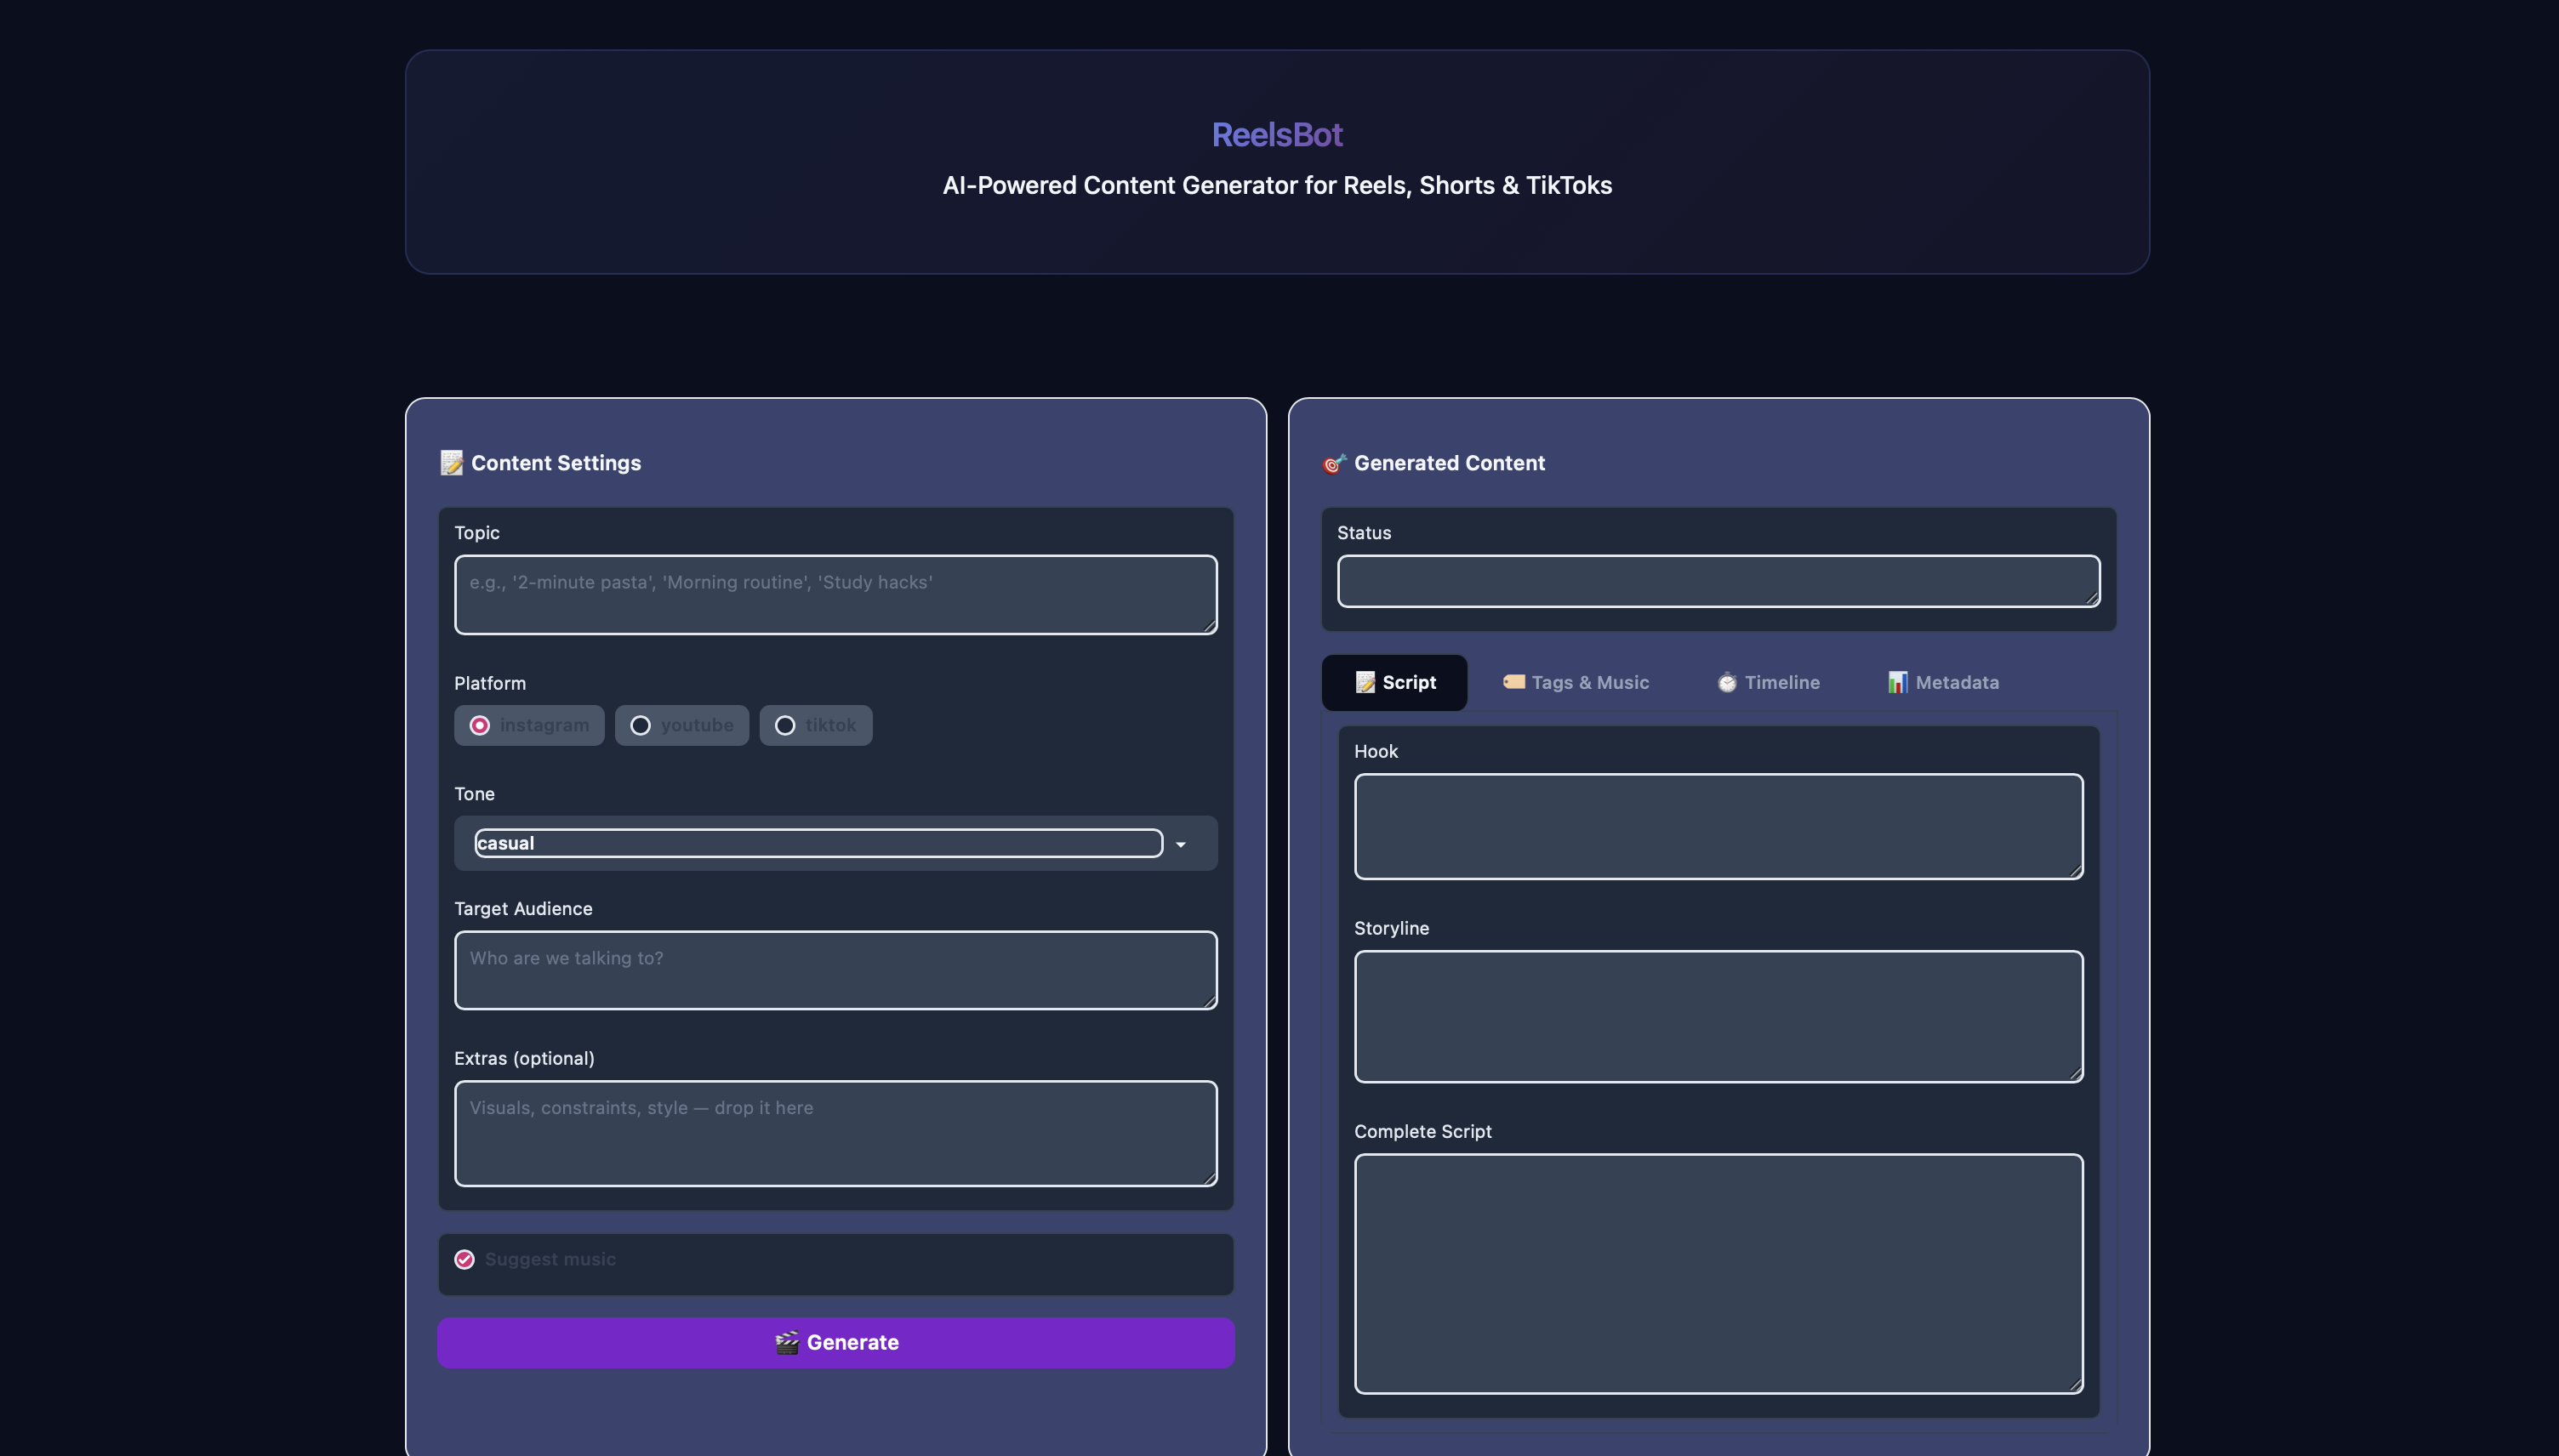 ReelsBot
AI-Powered Content Generator for Reels, Shorts & TikToks
📝 Content Settings
Topic
e.g., '2-minute pasta', 'Morning routine', 'Study hacks'
Platform
instagram
youtube
tiktok
Tone
casual
Target Audience
Who are we talking to?
Extras (optional)
Visuals, constraints, style — drop it here
Suggest music
🎬 Generate
🎯 Generated Content
Status
📝 Script
🏷️ Tags & Music
⏱️ Timeline
📊 Metadata
Hook
Storyline
Complete Script